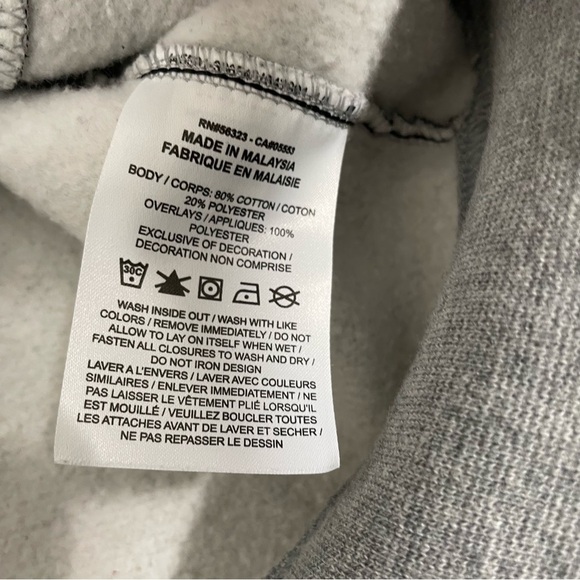 RN#56323 - CA#05553
MADE IN MALAYSIA
FABRIQUE EN MALAISIE
BODY / CORPS: 80% COTTON / COTON
20% POLYESTER
OVERLAYS / APPLIQUES: 100%
POLYESTER
EXCLUSIVE OF DECORATION /
DECORATION NON COMPRISE
30C
WASH INSIDE OUT / WASH WITH LIKE
COLORS / REMOVE IMMEDIATELY / DO NOT
ALLOW TO LAY ON ITSELF WHEN WET /
FASTEN ALL CLOSURES TO WASH AND DRY /
DO NOT IRON DESIGN
LAVER A L'ENVERS / LAVER AVEC COULEURS
SIMILAIRES / ENLEVER IMMEDIATEMENT / NE
PAS LAISSER LE VÊTEMENT PLIÉ LORSQU'IL
EST MOUILLÉ / VEUILLEZ BOUCLER TOUTES
LES ATTACHES AVANT DE LAVER ET SECHER /
NE PAS REPASSER LE DESSIN